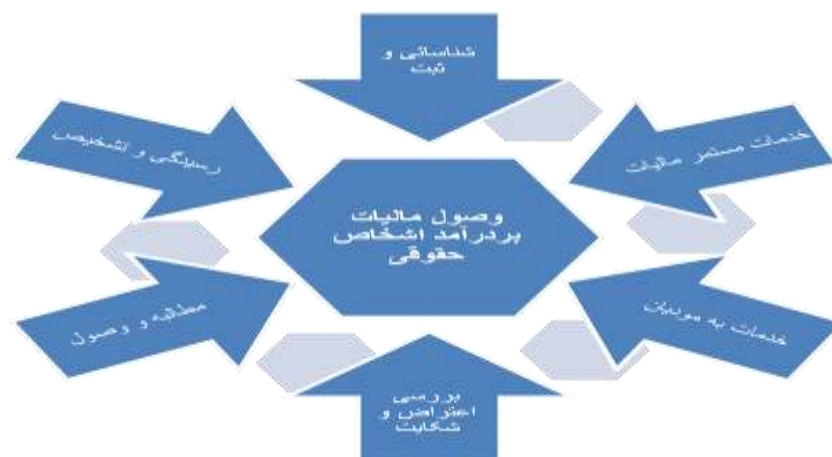 شناسائی و
ثبت
خدمات مستمر مالیات
رسیدگی و تشخیص
وصول مالیات
بردرآمد اشخاص
حقوقی
خدمات به مودیان
مطالبه و وصول
بررسی
اعتراض و
شکایت